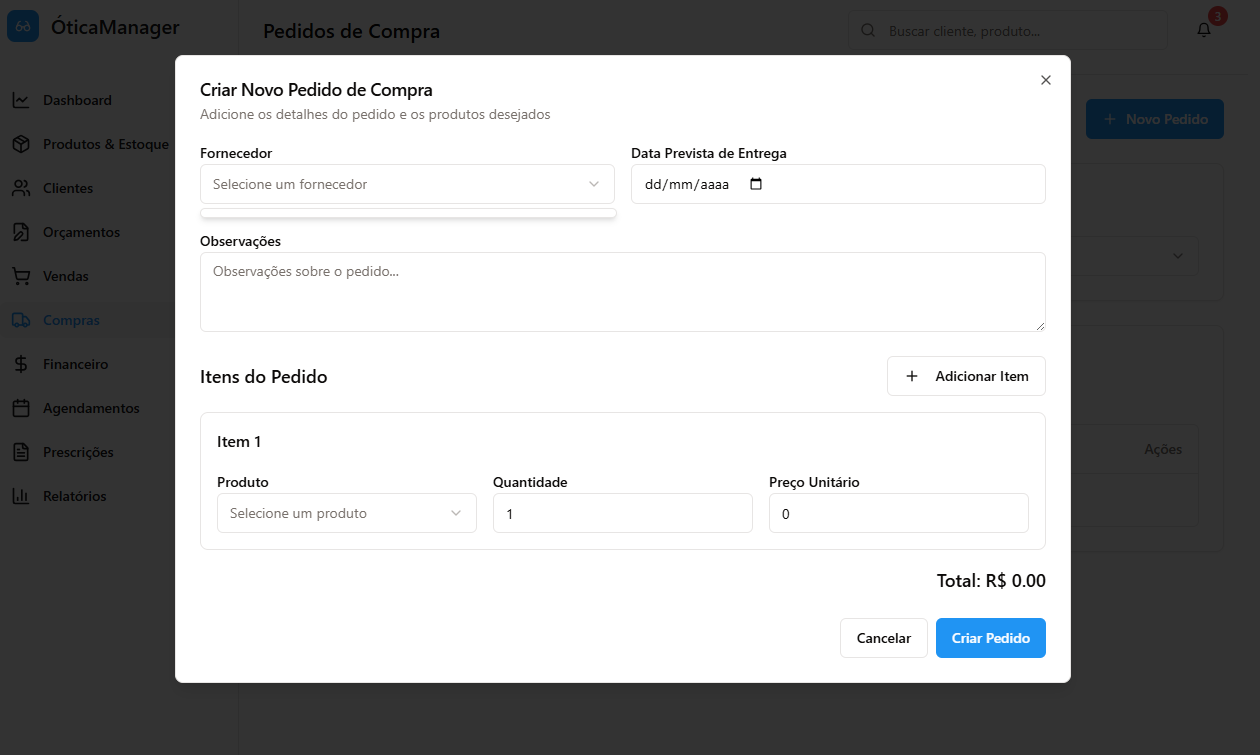 ÓticaManager
Pedidos de Compra
Buscar cliente, produto...
3
Dashboard
Produtos & Estoque
Clientes
Orçamentos
Vendas
Compras
Financeiro
Agendamentos
Prescrições
Relatórios
Novo Pedido
Ações
Criar Novo Pedido de Compra
Adicione os detalhes do pedido e os produtos desejados
Fornecedor
Selecione um fornecedor
Data Prevista de Entrega
dd/mm/aaaa
Observações
Observações sobre o pedido...
Itens do Pedido
Adicionar Item
Item 1
Produto
Selecione um produto
Quantidade
1
Preço Unitário
0
Total: R$ 0.00
Cancelar
Criar Pedido